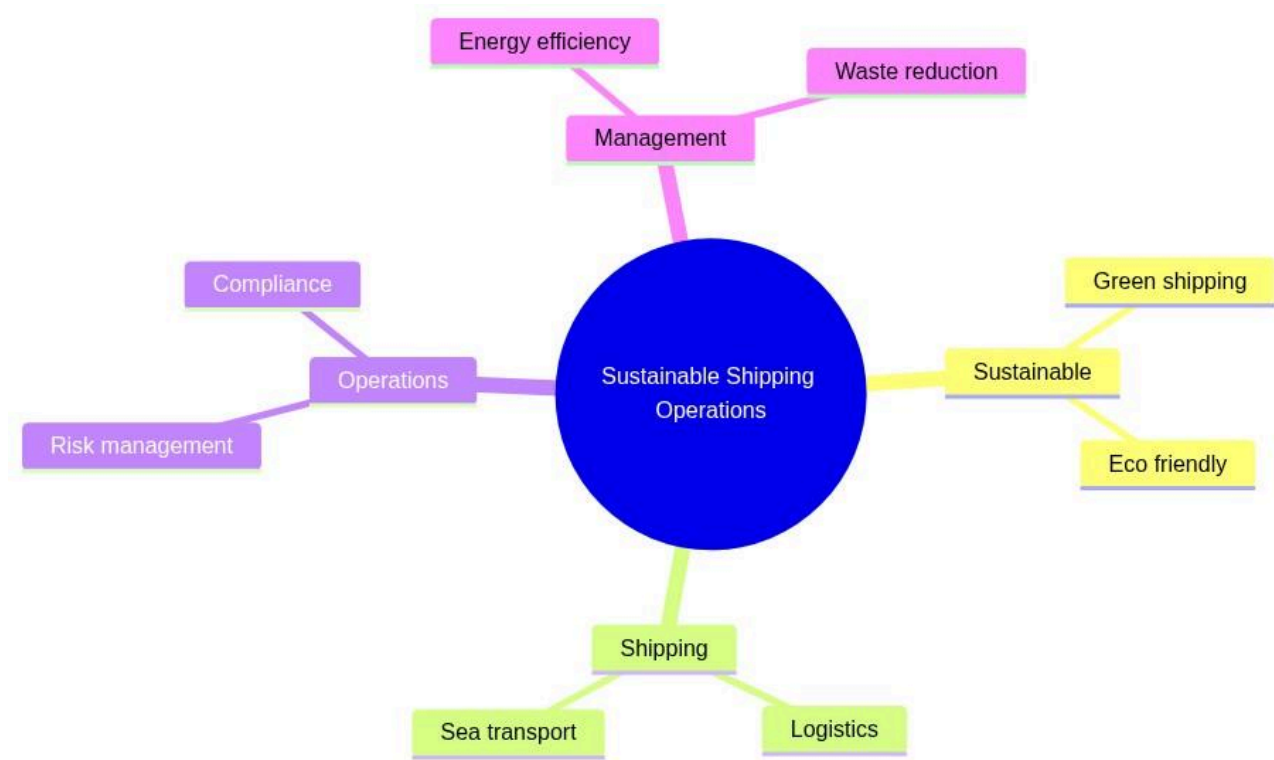 Energy efficiency
Waste reduction
Management
Compliance
Green shipping
Operations
Sustainable Shipping
Operations
Sustainable
Risk management
Eco friendly
Shipping
Sea transport
Logistics